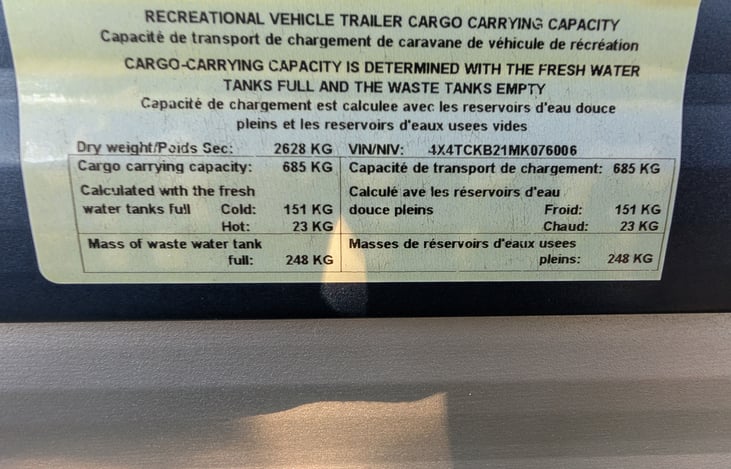 RECREATIONAL VEHICLE TRAILER CARGO CARRYING CAPACITY
Capacité de transport de chargement de caravane de véhicule de récréation
CARGO-CARRYING CAPACITY IS DETERMINED WITH THE FRESH WATER
TANKS FULL AND THE WASTE TANKS EMPTY
Capacité de chargement est calculee avec les reservoirs d'eau douce
pleins et les reservoirs d'eaux usees vides
Dry weight/Poids Sec: 2628 KG VIN/NIV: 4X4TCKB21MK076006
Cargo carrying capacity: 685 KG Capacité de transport de chargement: 685 KG
Calculated with the fresh Calculé ave les réservoirs d'eau
water tanks full Cold: 151 KG douce pleins Froid: 151 KG
Hot: 23 KG Chaud: 23 KG
Mass of waste water tank Masses de réservoirs d'eaux usees
full: 248 KG pleins: 248 KG